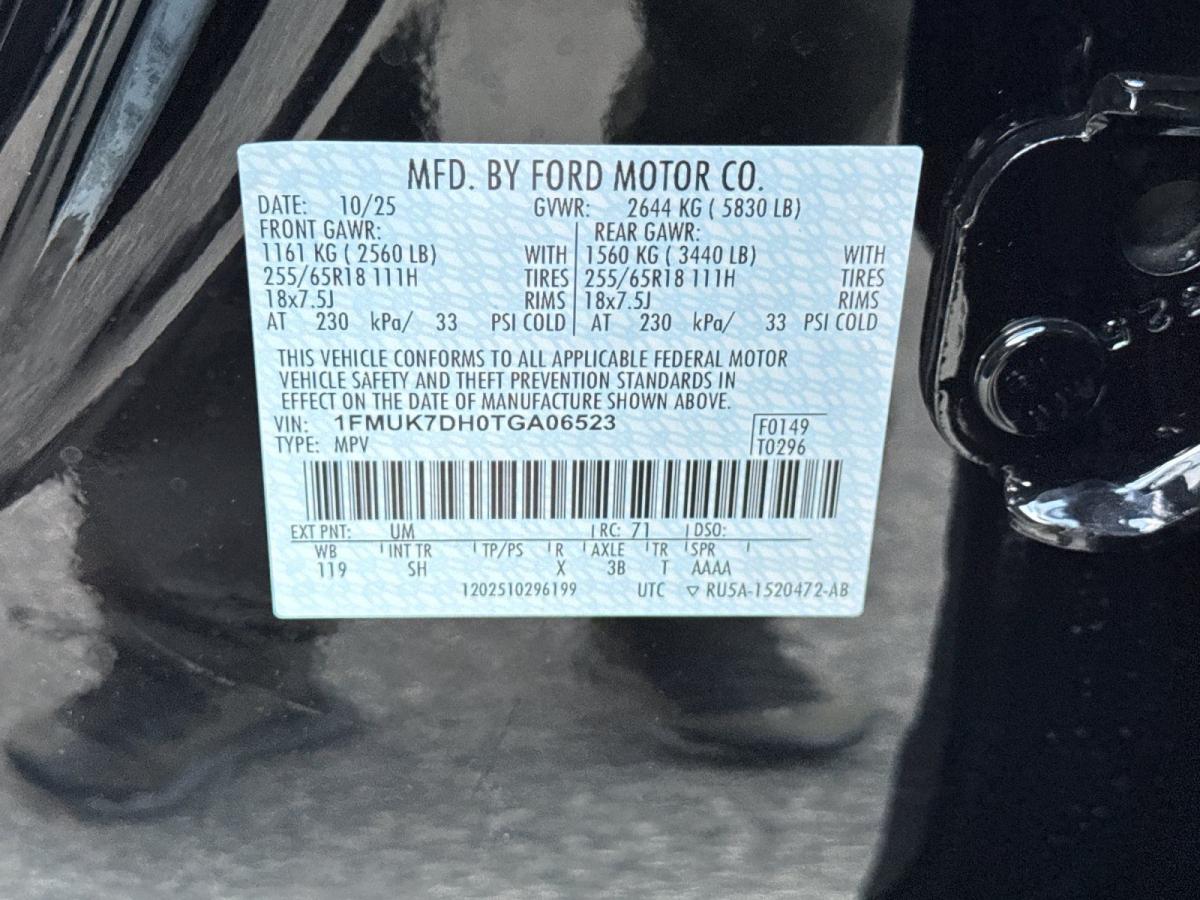 MFD. BY FORD MOTOR CO.
DATE: 10/25 GVWR: 2644 KG ( 5830 LB)
FRONT GAWR: REAR GAWR:
1161 KG ( 2560 LB) WITH 1560 KG ( 3440 LB) WITH
255/65R18 111H TIRES 255/65R18 111H TIRES
18x7.5J RIMS 18x7.5J RIMS
AT 230 kPa/ 33 PSI COLD AT 230 kPa/ 33 PSI COLD
THIS VEHICLE CONFORMS TO ALL APPLICABLE FEDERAL MOTOR
VEHICLE SAFETY AND THEFT PREVENTION STANDARDS IN
EFFECT ON THE DATE OF MANUFACTURE SHOWN ABOVE.
VIN: 1FMUK7DH0TGA06523 F0149
TYPE: MPV T0296
EXT PNT: UM RC: 71 DSO:
WB INT TR TP/PS R AXLE TR SPR
119 SH X 3B T AAAA
1202510296199 UTC ▽ RU5A-1520472-AB